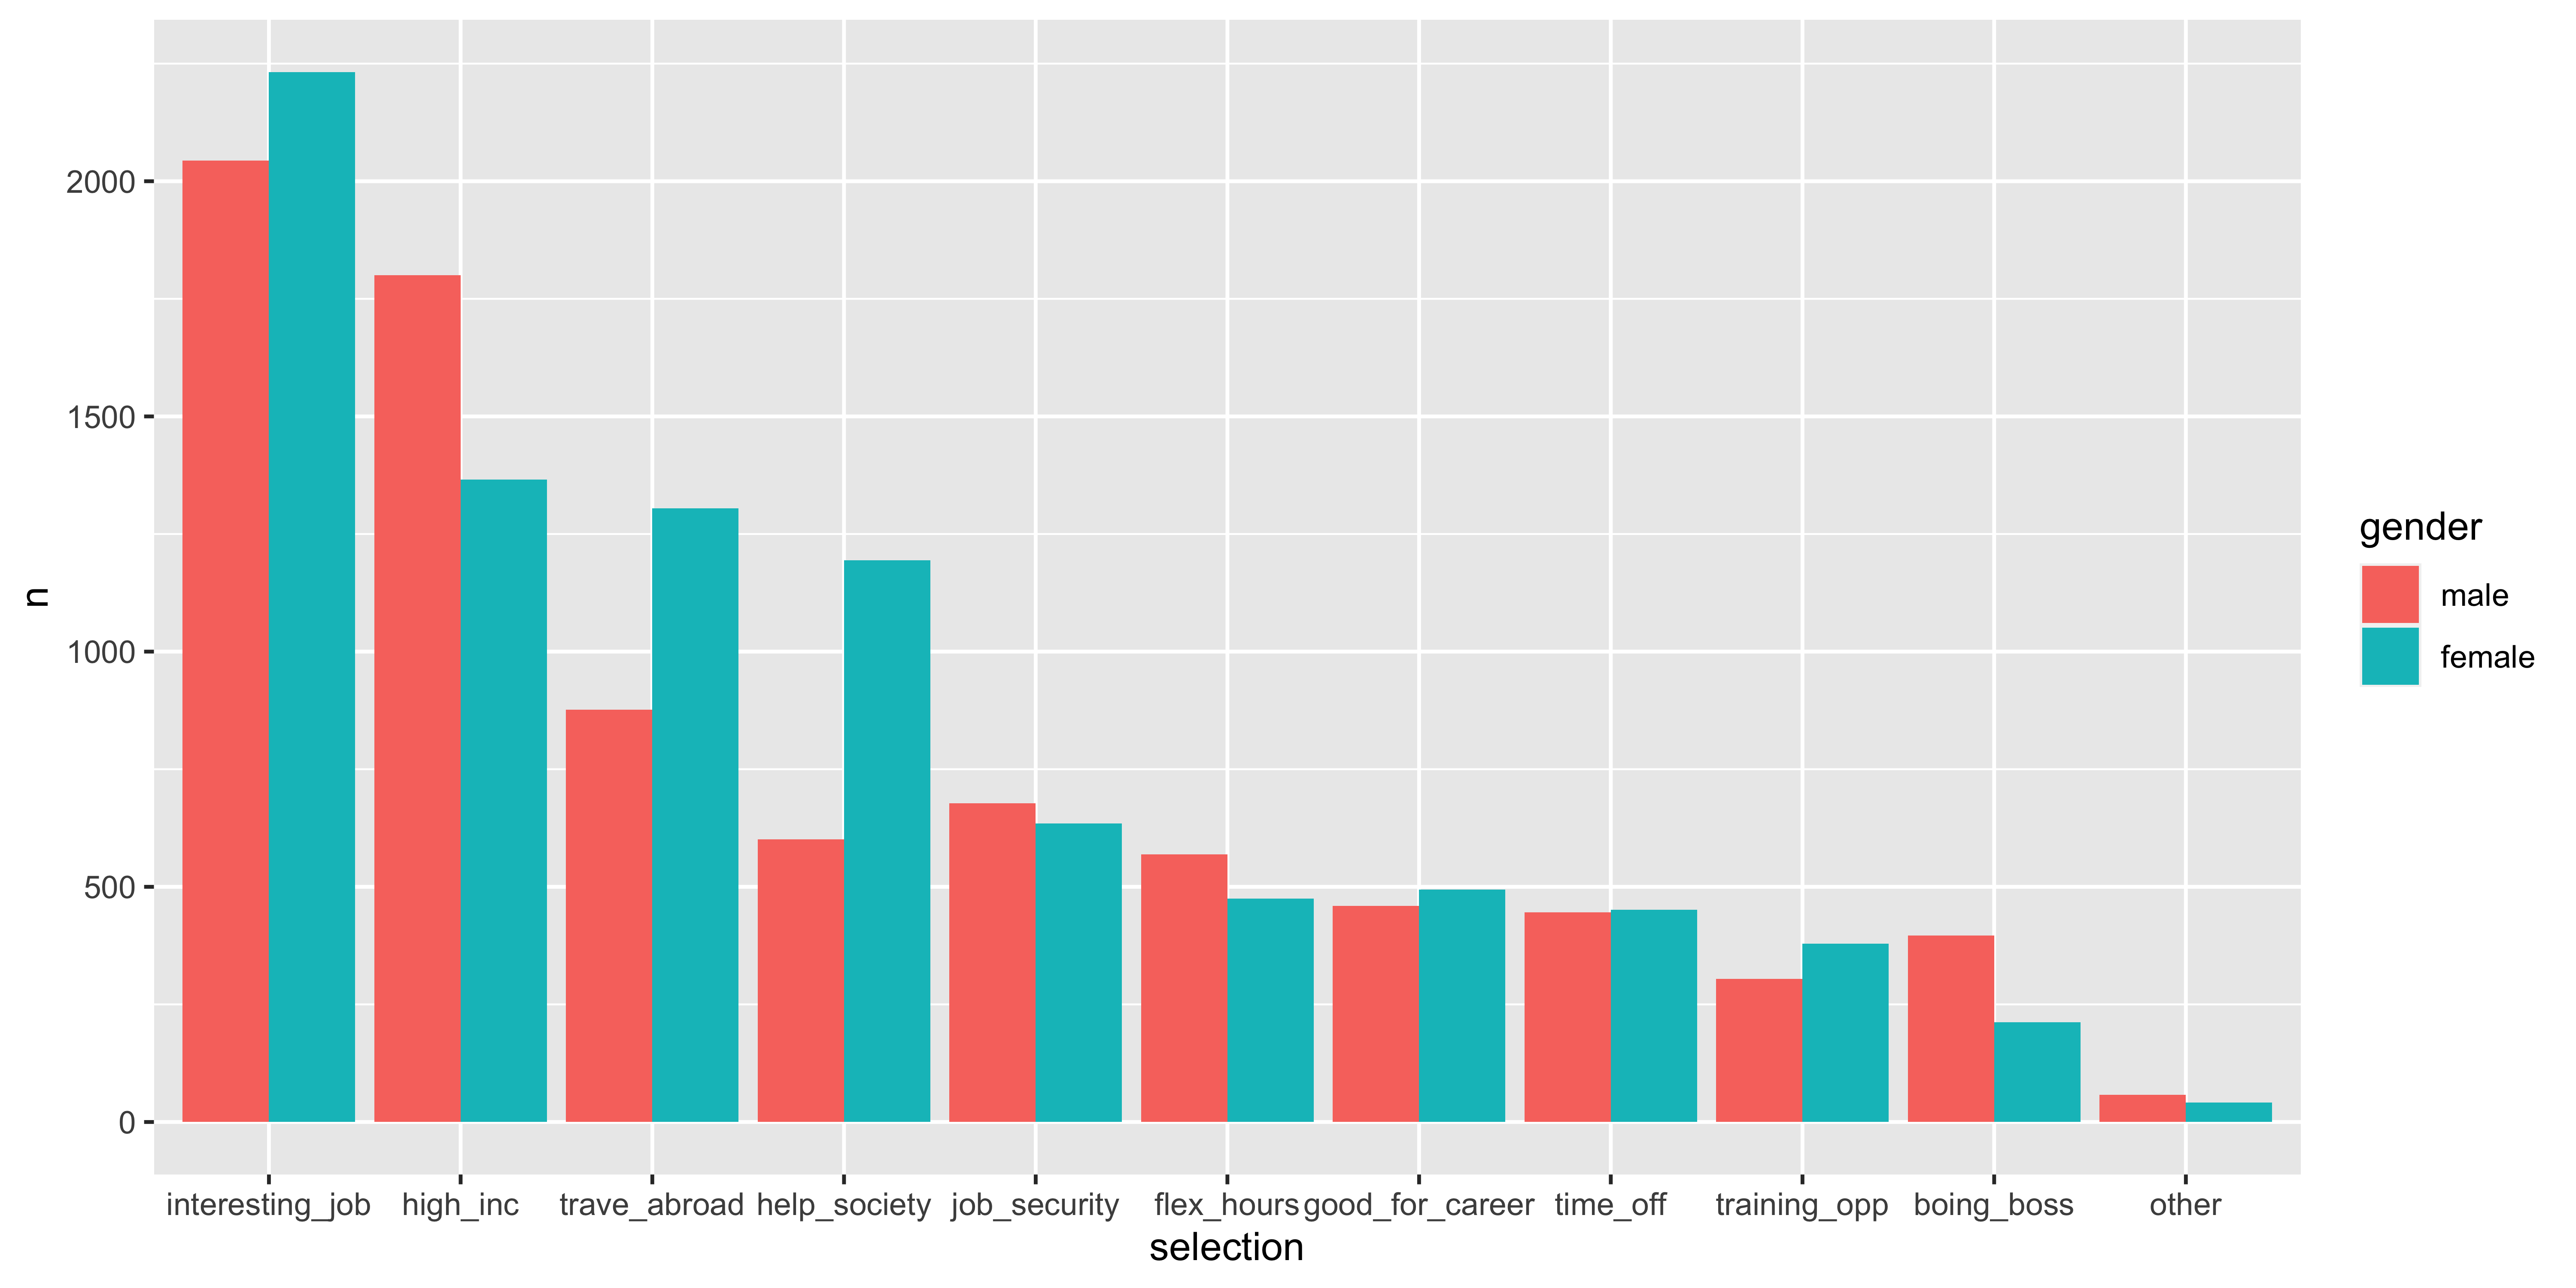 2000
1500
1000
500
0
n
interesting_job high_inc trave_abroad help_society job_security flex_hours good_for_career time_off training_opp boing_boss other
selection
gender
male
female